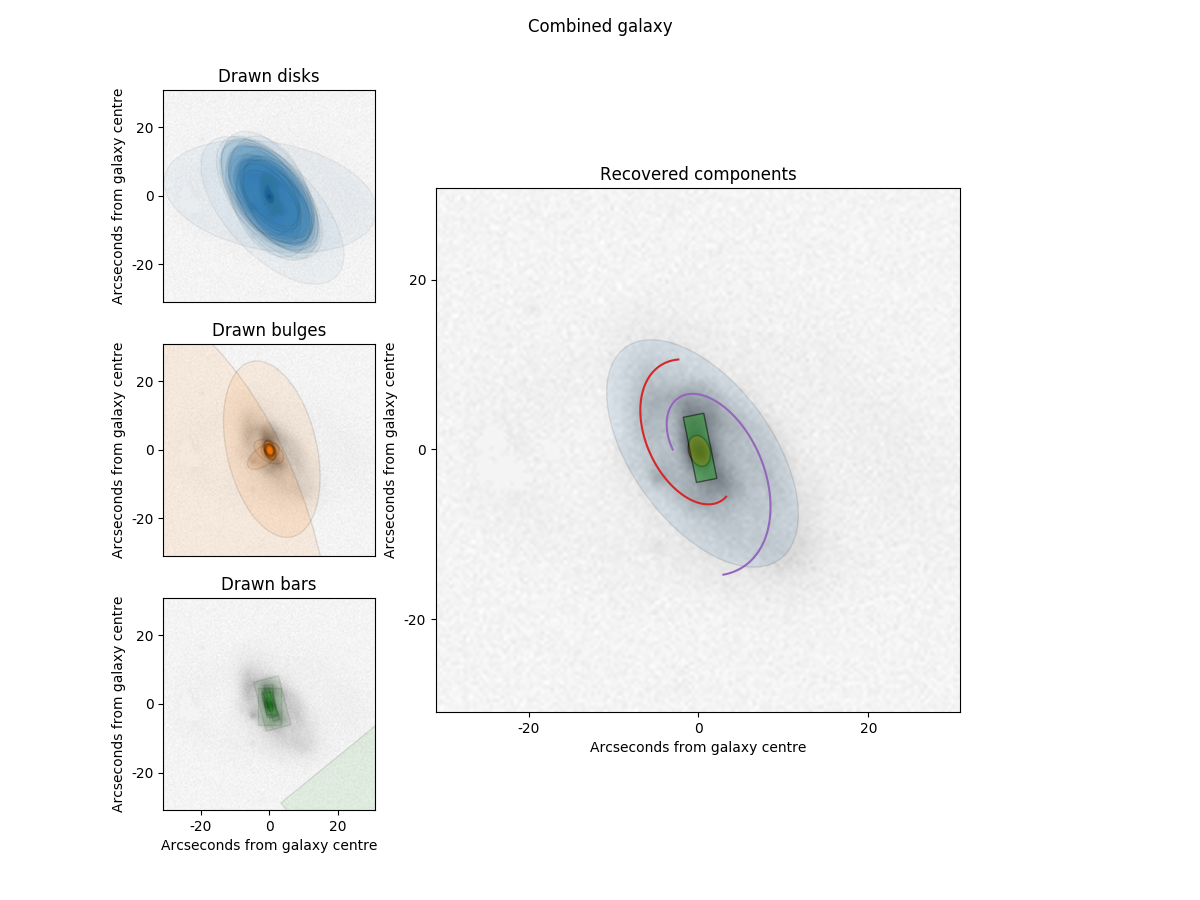 Combined galaxy
Drawn disks
Arcseconds from galaxy centre
20
0
-20
Drawn bulges
Arcseconds from galaxy centre
20
0
-20
Drawn bars
Arcseconds from galaxy centre
20
0
-20
-20 0 20
Arcseconds from galaxy centre
Recovered components
Arcseconds from galaxy centre
20
0
-20
-20 0 20
Arcseconds from galaxy centre